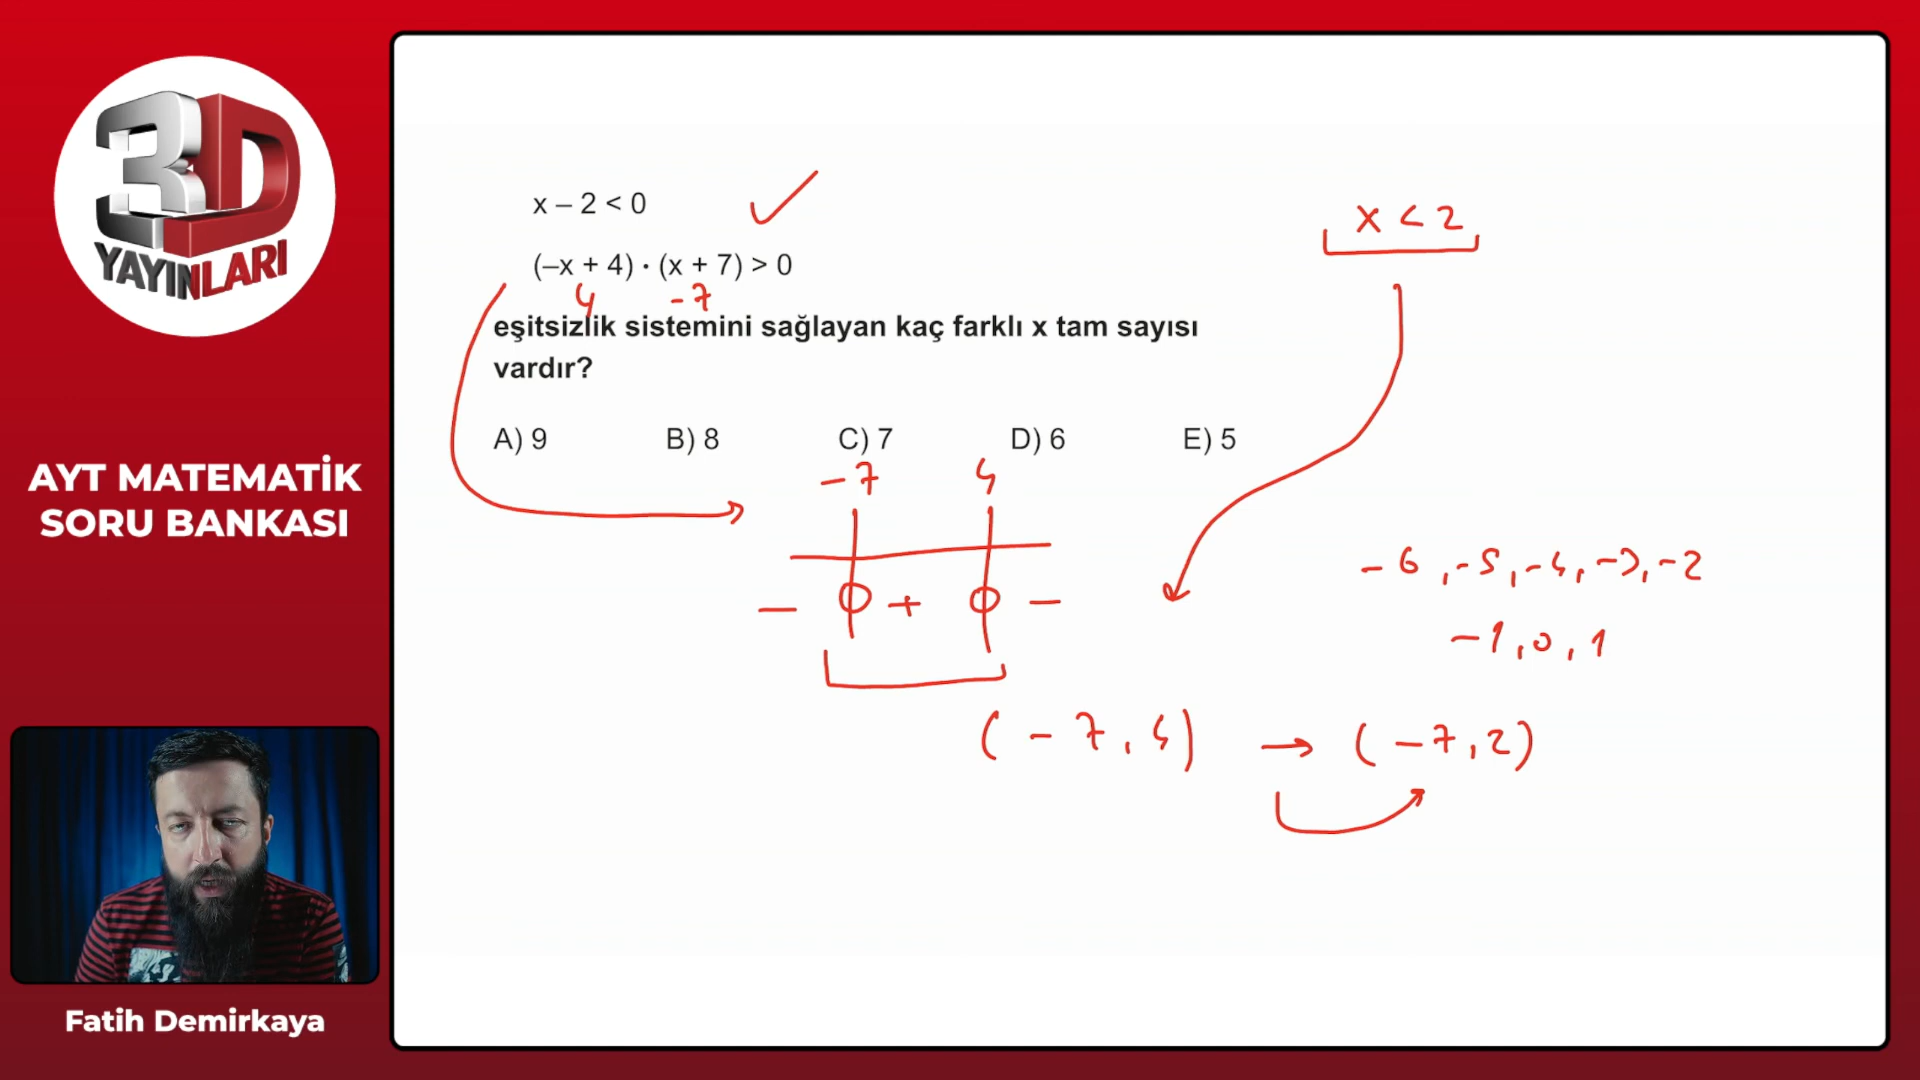 3D
YAYINLARI
AYT MATEMATİK
SORU BANKASI
Fatih Demirkaya
x – 2 < 0
(–x + 4) · (x + 7) > 0
4 -7
eşitsizlik sistemini sağlayan kaç farklı x tam sayısı
vardır?
A) 9 B) 8 C) 7 D) 6 E) 5
x < 2
-7 4
- + -
-6, -5, -4, -3, -2
-1, 0, 1
(-7, 4) → (-7, 2)